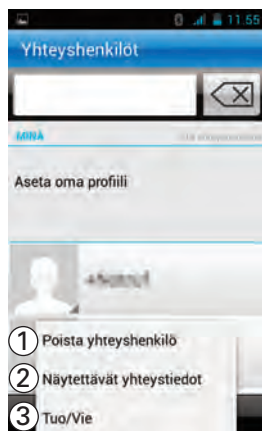 11.55
Yhteyshenkilöt
MINÄ
Aseta oma profiili
1 Poista yhteyshenkilö
2 Näytettävät yhteystiedot
3 Tuo/Vie